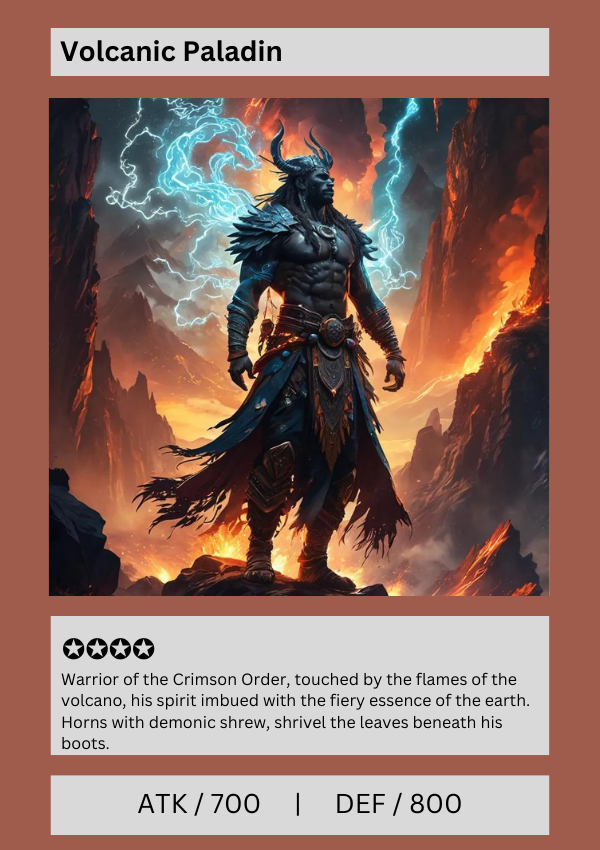 Volcanic Paladin
✪✪✪✪
Warrior of the Crimson Order, touched by the flames of the
volcano, his spirit imbued with the fiery essence of the earth.
Horns with demonic shrew, shrivel the leaves beneath his
boots.
ATK / 700 | DEF / 800